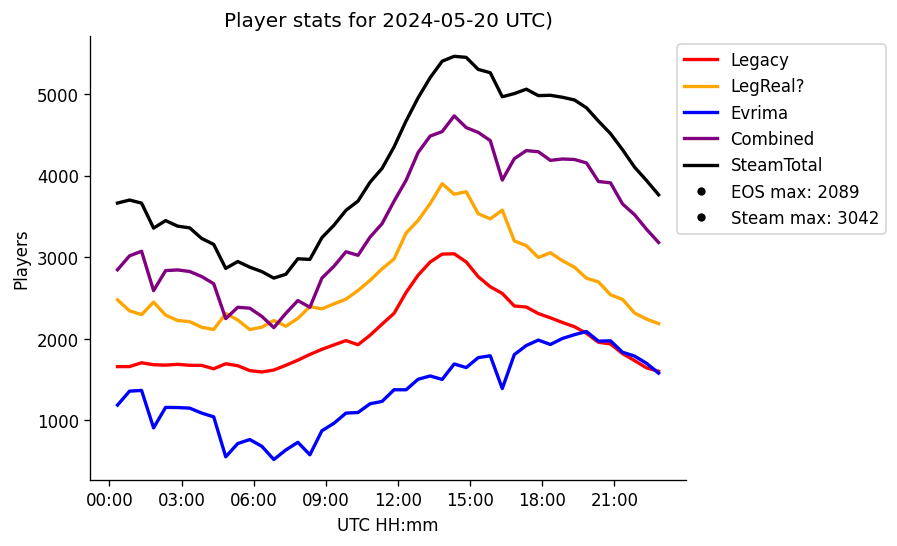 Player stats for 2024-05-20 UTC)
Legacy
LegReal?
Evrima
Combined
SteamTotal
EOS max: 2089
Steam max: 3042
Players
5000
4000
3000
2000
1000
00:00 03:00 06:00 09:00 12:00 15:00 18:00 21:00
UTC HH:mm